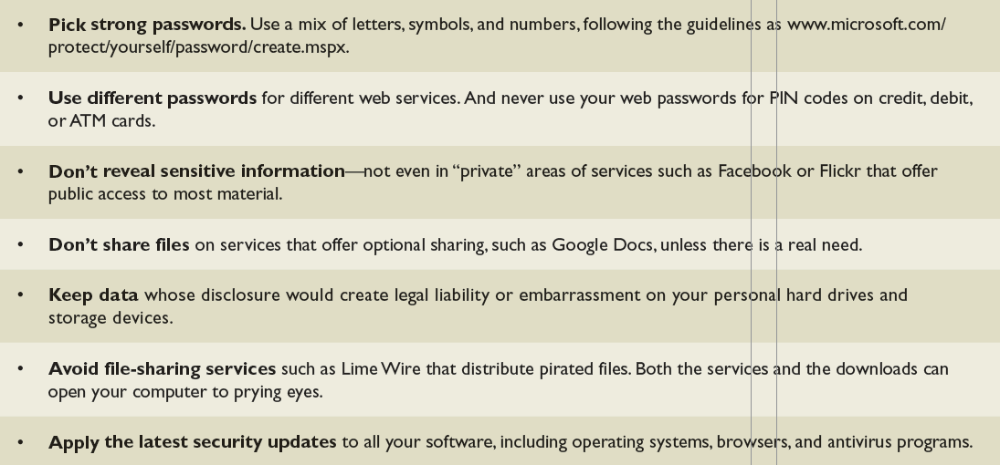 • Pick strong passwords. Use a mix of letters, symbols, and numbers, following the guidelines as www.microsoft.com/
protect/yourself/password/create.mspx.
• Use different passwords for different web services. And never use your web passwords for PIN codes on credit, debit,
or ATM cards.
• Don't reveal sensitive information—not even in “private” areas of services such as Facebook or Flickr that offer
public access to most material.
• Don't share files on services that offer optional sharing, such as Google Docs, unless there is a real need.
• Keep data whose disclosure would create legal liability or embarrassment on your personal hard drives and
storage devices.
• Avoid file-sharing services such as Lime Wire that distribute pirated files. Both the services and the downloads can
open your computer to prying eyes.
• Apply the latest security updates to all your software, including operating systems, browsers, and antivirus programs.